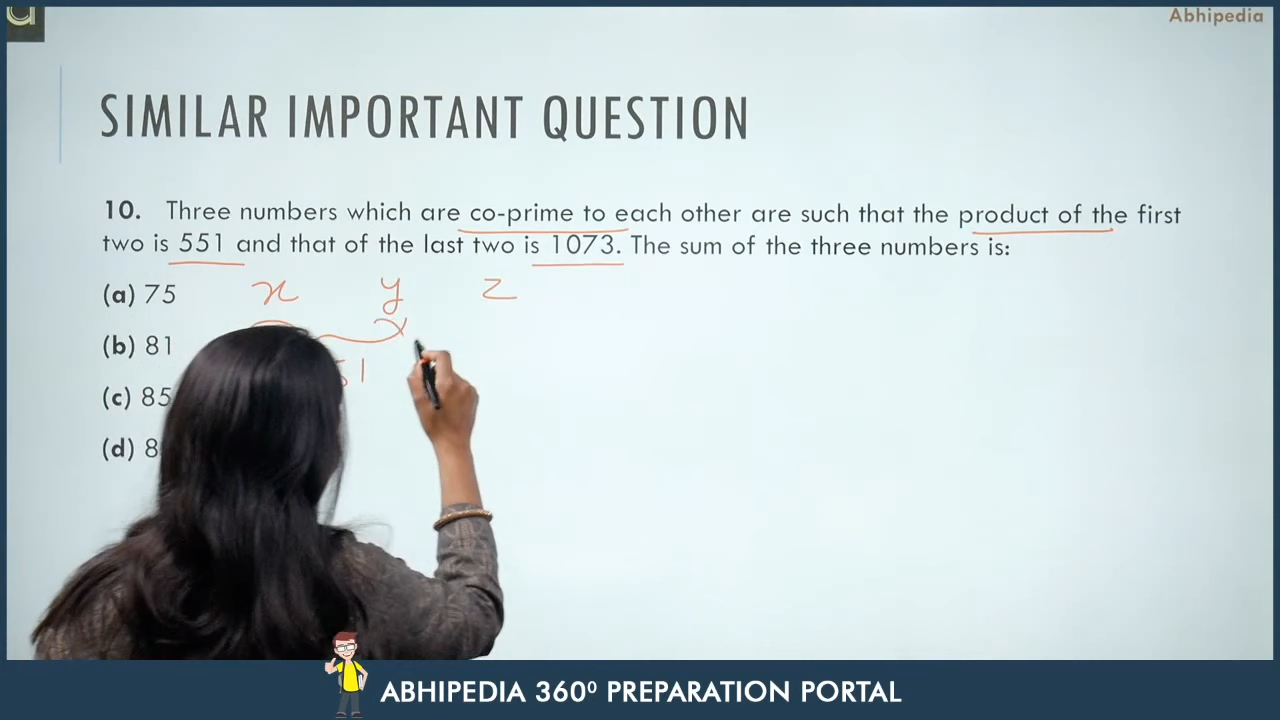 Abhipedia
SIMILAR IMPORTANT QUESTION
10. Three numbers which are co-prime to each other are such that the product of the first
two is 551 and that of the last two is 1073. The sum of the three numbers is:
(a) 75
x y z
(b) 81
(c) 85
(d)
ABHIPEDIA 360⁰ PREPARATION PORTAL